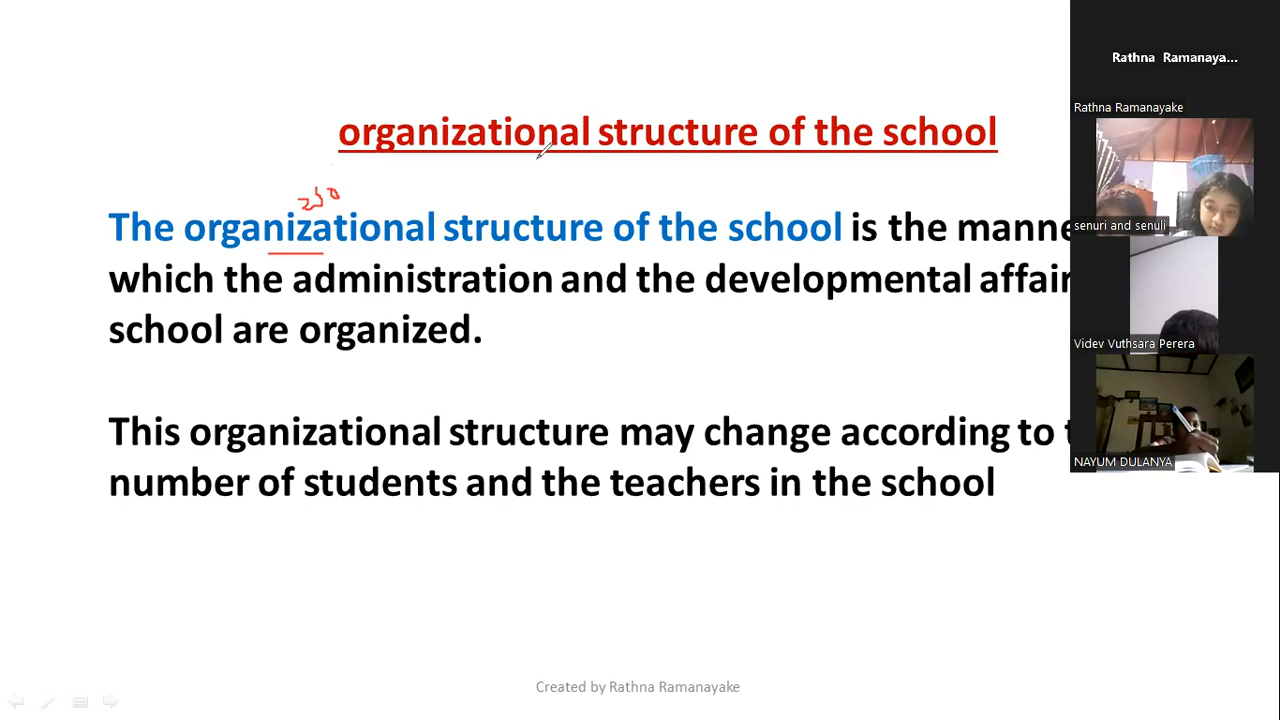 Rathna Ramanaya...
Rathna Ramanayake
organizational structure of the school
senuri and senuli
The organizational structure of the school is the manne
which the administration and the developmental affair
school are organized.
Videv Vuthsara Perera
This organizational structure may change according to t
NAYUM DULANYA
number of students and the teachers in the school
Created by Rathna Ramanayake